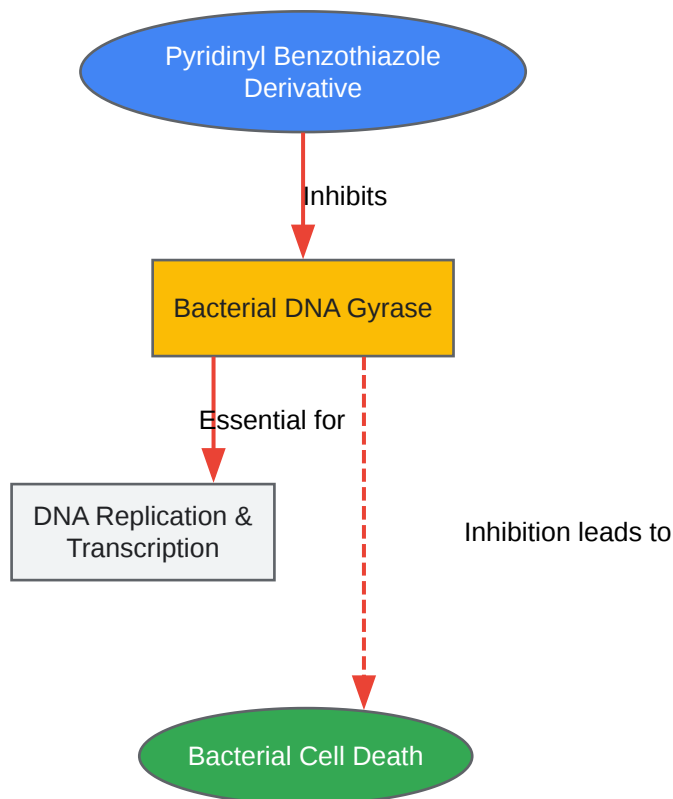 Pyridinyl Benzothiazole
Derivative
Inhibits
Bacterial DNA Gyrase
Essential for
DNA Replication &
Transcription
Inhibition leads to
Bacterial Cell Death